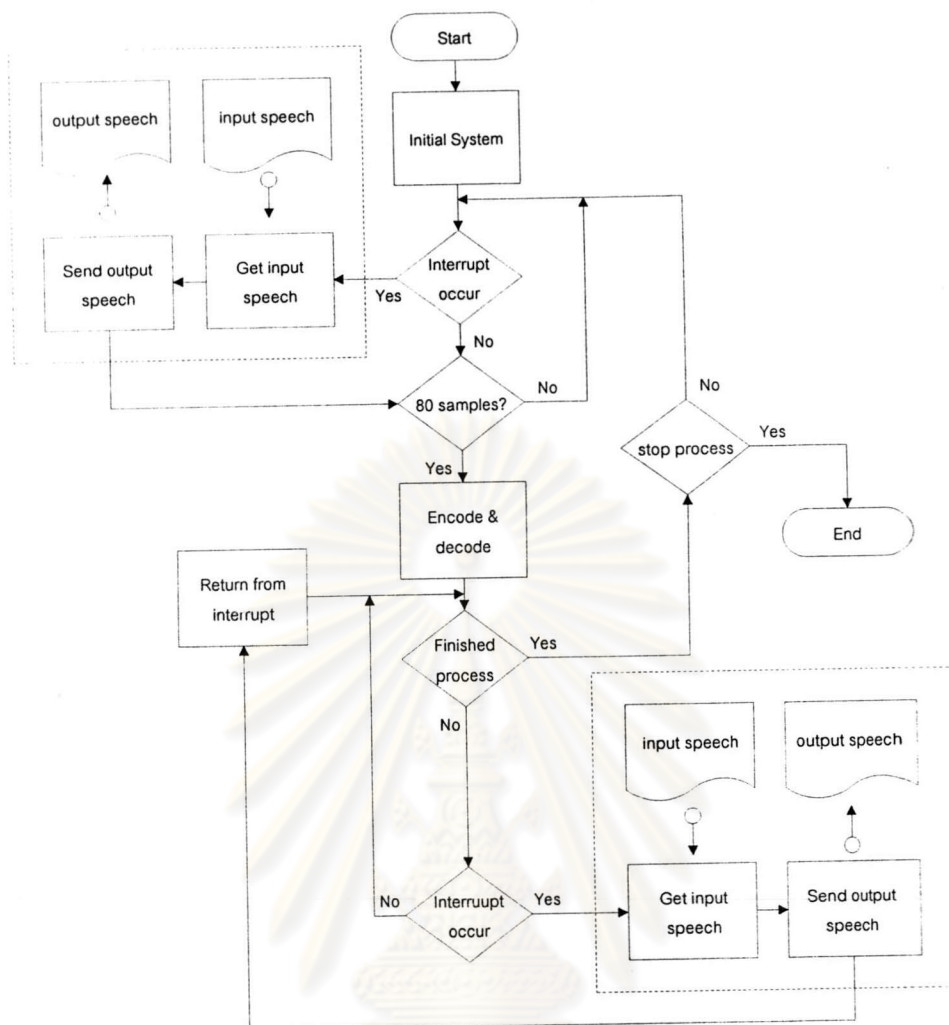 Start
output speech
input speech
Initial System
Send output
speech
Get input
speech
Yes
Interrupt
occur
No
80 samples?
No
No
stop process
Yes
Yes
Encode &
decode
End
Return from
interrupt
Finished
process
Yes
No
input speech
output speech
No
Interruupt
occur
Yes
Get input
speech
Send output
speech